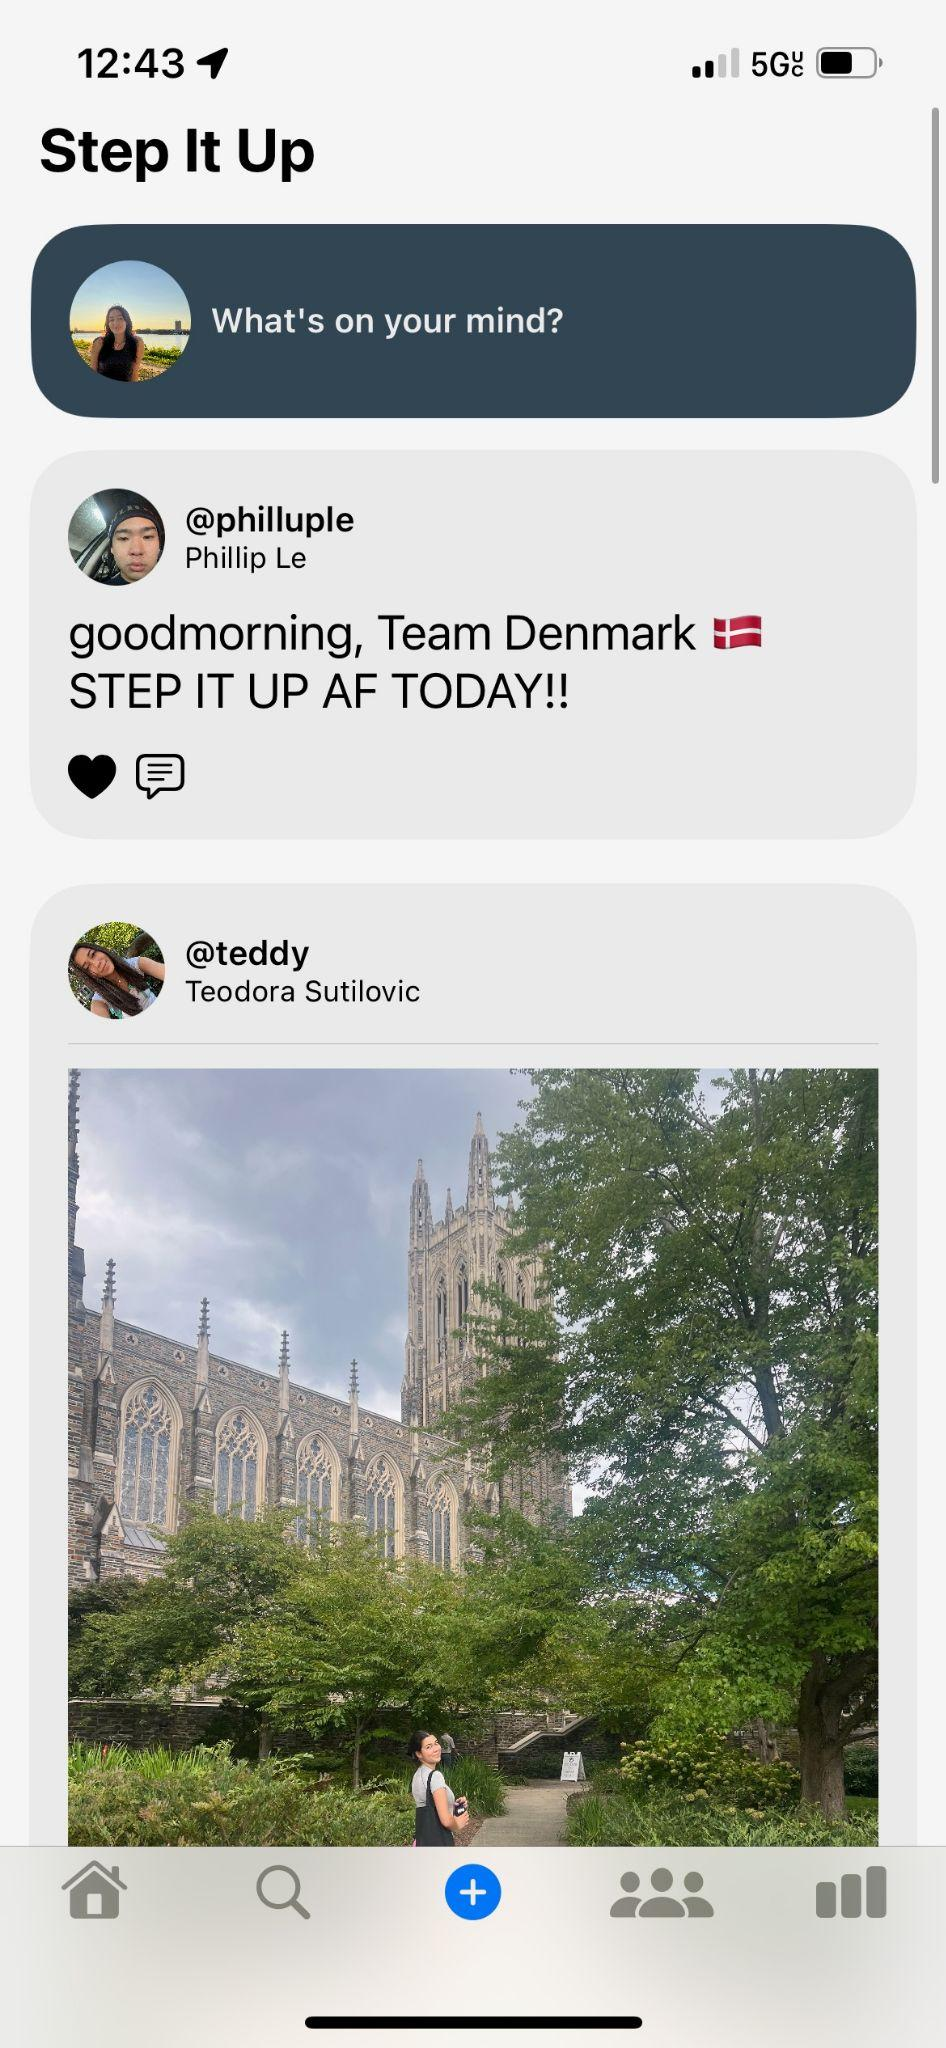 12:43
5GUC
Step It Up
What's on your mind?
@philluple
Phillip Le
goodmorning, Team Denmark 🇩🇰
STEP IT UP AF TODAY!!
@teddy
Teodora Sutilovic